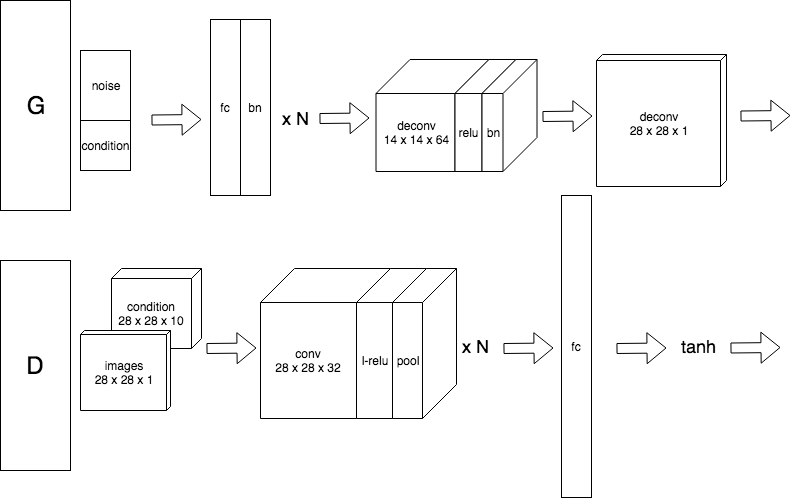 G
noise
condition
fc
bn
x N
deconv
14 x 14 x 64
relu
bn
deconv
28 x 28 x 1
D
condition
28 x 28 x 10
images
28 x 28 x 1
conv
28 x 28 x 32
l-relu
pool
x N
fc
tanh